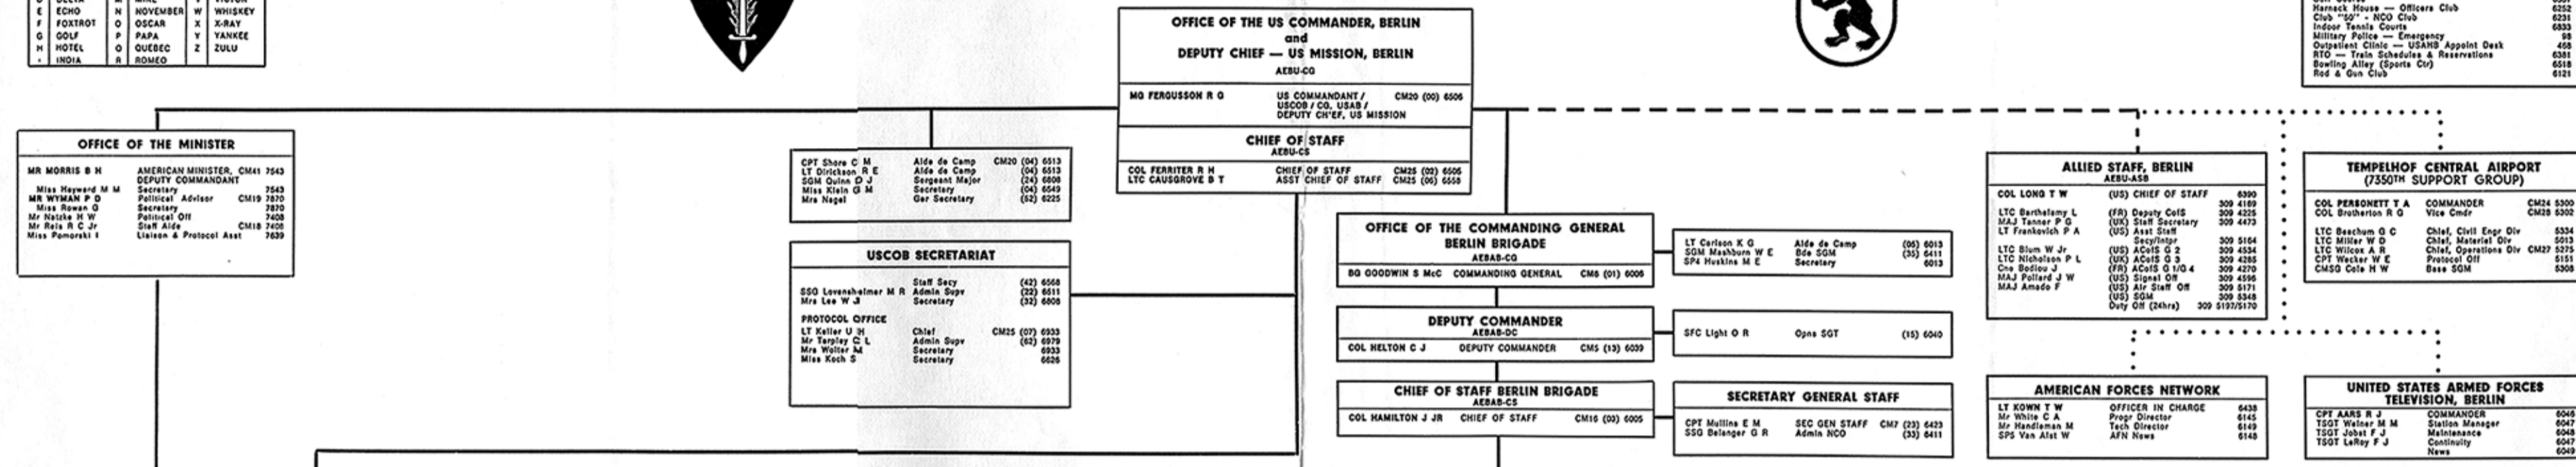 E ECHO N NOVEMBER W WHISKEY
F FOXTROT O OSCAR X X-RAY
G GOLF P PAPA Y YANKEE
H HOTEL Q QUEBEC Z ZULU
INDIA R ROMEO
OFFICE OF THE US COMMANDER, BERLIN
and
DEPUTY CHIEF — US MISSION, BERLIN
AEBU-CG
MG FERGUSSON R G US COMMANDANT / CM20 (00) 6506
USCOB / CG, USAB /
DEPUTY CH'EF, US MISSION
CHIEF OF STAFF
AEBU-CS
COL FERRITER R H CHIEF OF STAFF CM25 (02) 6505
LTC CAUSGROVE B T ASST CHIEF OF STAFF CM25 (06) 6558
Harnack House — Officers Club 6252
Club "50" - NCO Club 6231
Indoor Tennis Courts 6833
Military Police — Emergency 98
Outpatient Clinic — USAHB Appoint Desk 468
RTO — Train Schedules & Reservations 6381
Bowling Alley (Sports Ctr) 6518
Rod & Gun Club 6121
OFFICE OF THE MINISTER
MR MORRIS B H AMERICAN MINISTER, CM41 7543
DEPUTY COMMANDANT
Miss Hayward M M Secretary 7543
MR WYMAN P D Political Advisor CM19 7870
Miss Rowan G Secretary 7870
Mr Natzke H W Political Off 7408
Mr Reis R C Jr Staff Aide CM18 7408
Miss Pomorski I Liaison & Protocol Asst 7639
CPT Shore C M Aide de Camp CM20 (04) 6513
LT Dirickson R E Aide de Camp (04) 6513
SGM Quinn D J Sergeant Major (24) 6808
Miss Klein G M Secretary (04) 6549
Mrs Nagel Ger Secretary (52) 6225
USCOB SECRETARIAT
Staff Secy (42) 6568
SSG Lovensheimer M R Admin Supv (22) 6511
Mrs Lee W J Secretary (32) 6808
PROTOCOL OFFICE
LT Keller U H Chief CM25 (07) 6933
Mr Tarpley C L Admin Supv (62) 6979
Mrs Wolter M Secretary 6933
Miss Koch S Secretary 6626
OFFICE OF THE COMMANDING GENERAL
BERLIN BRIGADE
AEBAB-CG
BG GOODWIN S McC COMMANDING GENERAL CM6 (01) 6006
LT Carlson K G Aide de Camp (05) 6013
SGM Mashburn W E Bde SGM (35) 6411
SP4 Huskins M E Secretary 6013
DEPUTY COMMANDER
AEBAB-DC
COL HELTON C J DEPUTY COMMANDER CM5 (13) 6039
SFC Light O R Opns SGT (15) 6040
CHIEF OF STAFF BERLIN BRIGADE
AEBAB-CS
COL HAMILTON J JR CHIEF OF STAFF CM16 (03) 6005
SECRETARY GENERAL STAFF
CPT Mullins E M SEC GEN STAFF CM7 (23) 6423
SSG Belanger G R Admin NCO (33) 6411
ALLIED STAFF, BERLIN
AEBU-ASB
COL LONG T W (US) CHIEF OF STAFF 6390
309 4189
LTC Barthelamy L (FR) Deputy CofS 309 4225
MAJ Tanner P G (UK) Staff Secretary 309 4473
LT Frankovich P A (US) Asst Staff
Secy/Intpr 309 5164
LTC Blum W Jr (US) ACofS G 2 309 4534
LTC Nicholson P L (UK) ACofS G 3 309 4285
Cne Bodiou J (FR) ACofS G 1/G 4 309 4270
MAJ Pollard J W (US) Signal Off 309 4596
MAJ Amado F (US) Air Staff Off 309 5171
(US) SGM 309 5348
Duty Off (24hrs) 309 5197/5170
TEMPELHOF CENTRAL AIRPORT
(7350TH SUPPORT GROUP)
COL PERSONETT T A COMMANDER CM24 5300
COL Brotherton R G Vice Cmdr CM28 5302
LTC Beachum G C Chief, Civil Engr Div 5334
LTC Miller W D Chief, Material Div 5013
LTC Wilcox A R Chief, Operations Div CM27 5275
CPT Wecker W E Protocol Off 5151
CMSG Cole H W Base SGM 5308
AMERICAN FORCES NETWORK
LT KOWN T W OFFICER IN CHARGE 6438
Mr White C A Progr Director 6145
Mr Handleman M Tech Director 6149
SP5 Van Alst W AFN News 6148
UNITED STATES ARMED FORCES
TELEVISION, BERLIN
CPT AARS R J COMMANDER 6046
TSGT Walner M M Station Manager 6047
TSGT Jobst F J Maintenance 6048
TSGT LeRoy F J Continuity 6047
News